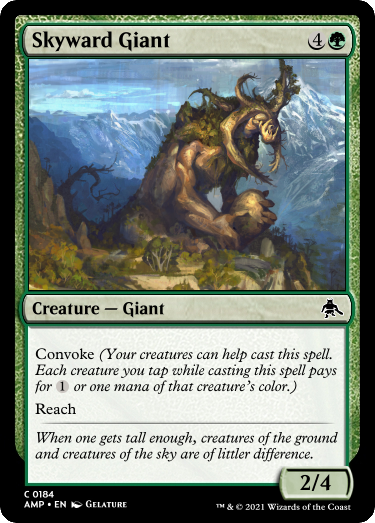 Skyward Giant 4
Creature — Giant
Convoke (Your creatures can help cast this spell.
Each creature you tap while casting this spell pays
for 1 or one mana of that creature's color.)
Reach
When one gets tall enough, creatures of the ground
and creatures of the sky are of littler difference.
2/4
C 0184
AMP • EN GELATURE
™ & © 2021 Wizards of the Coast